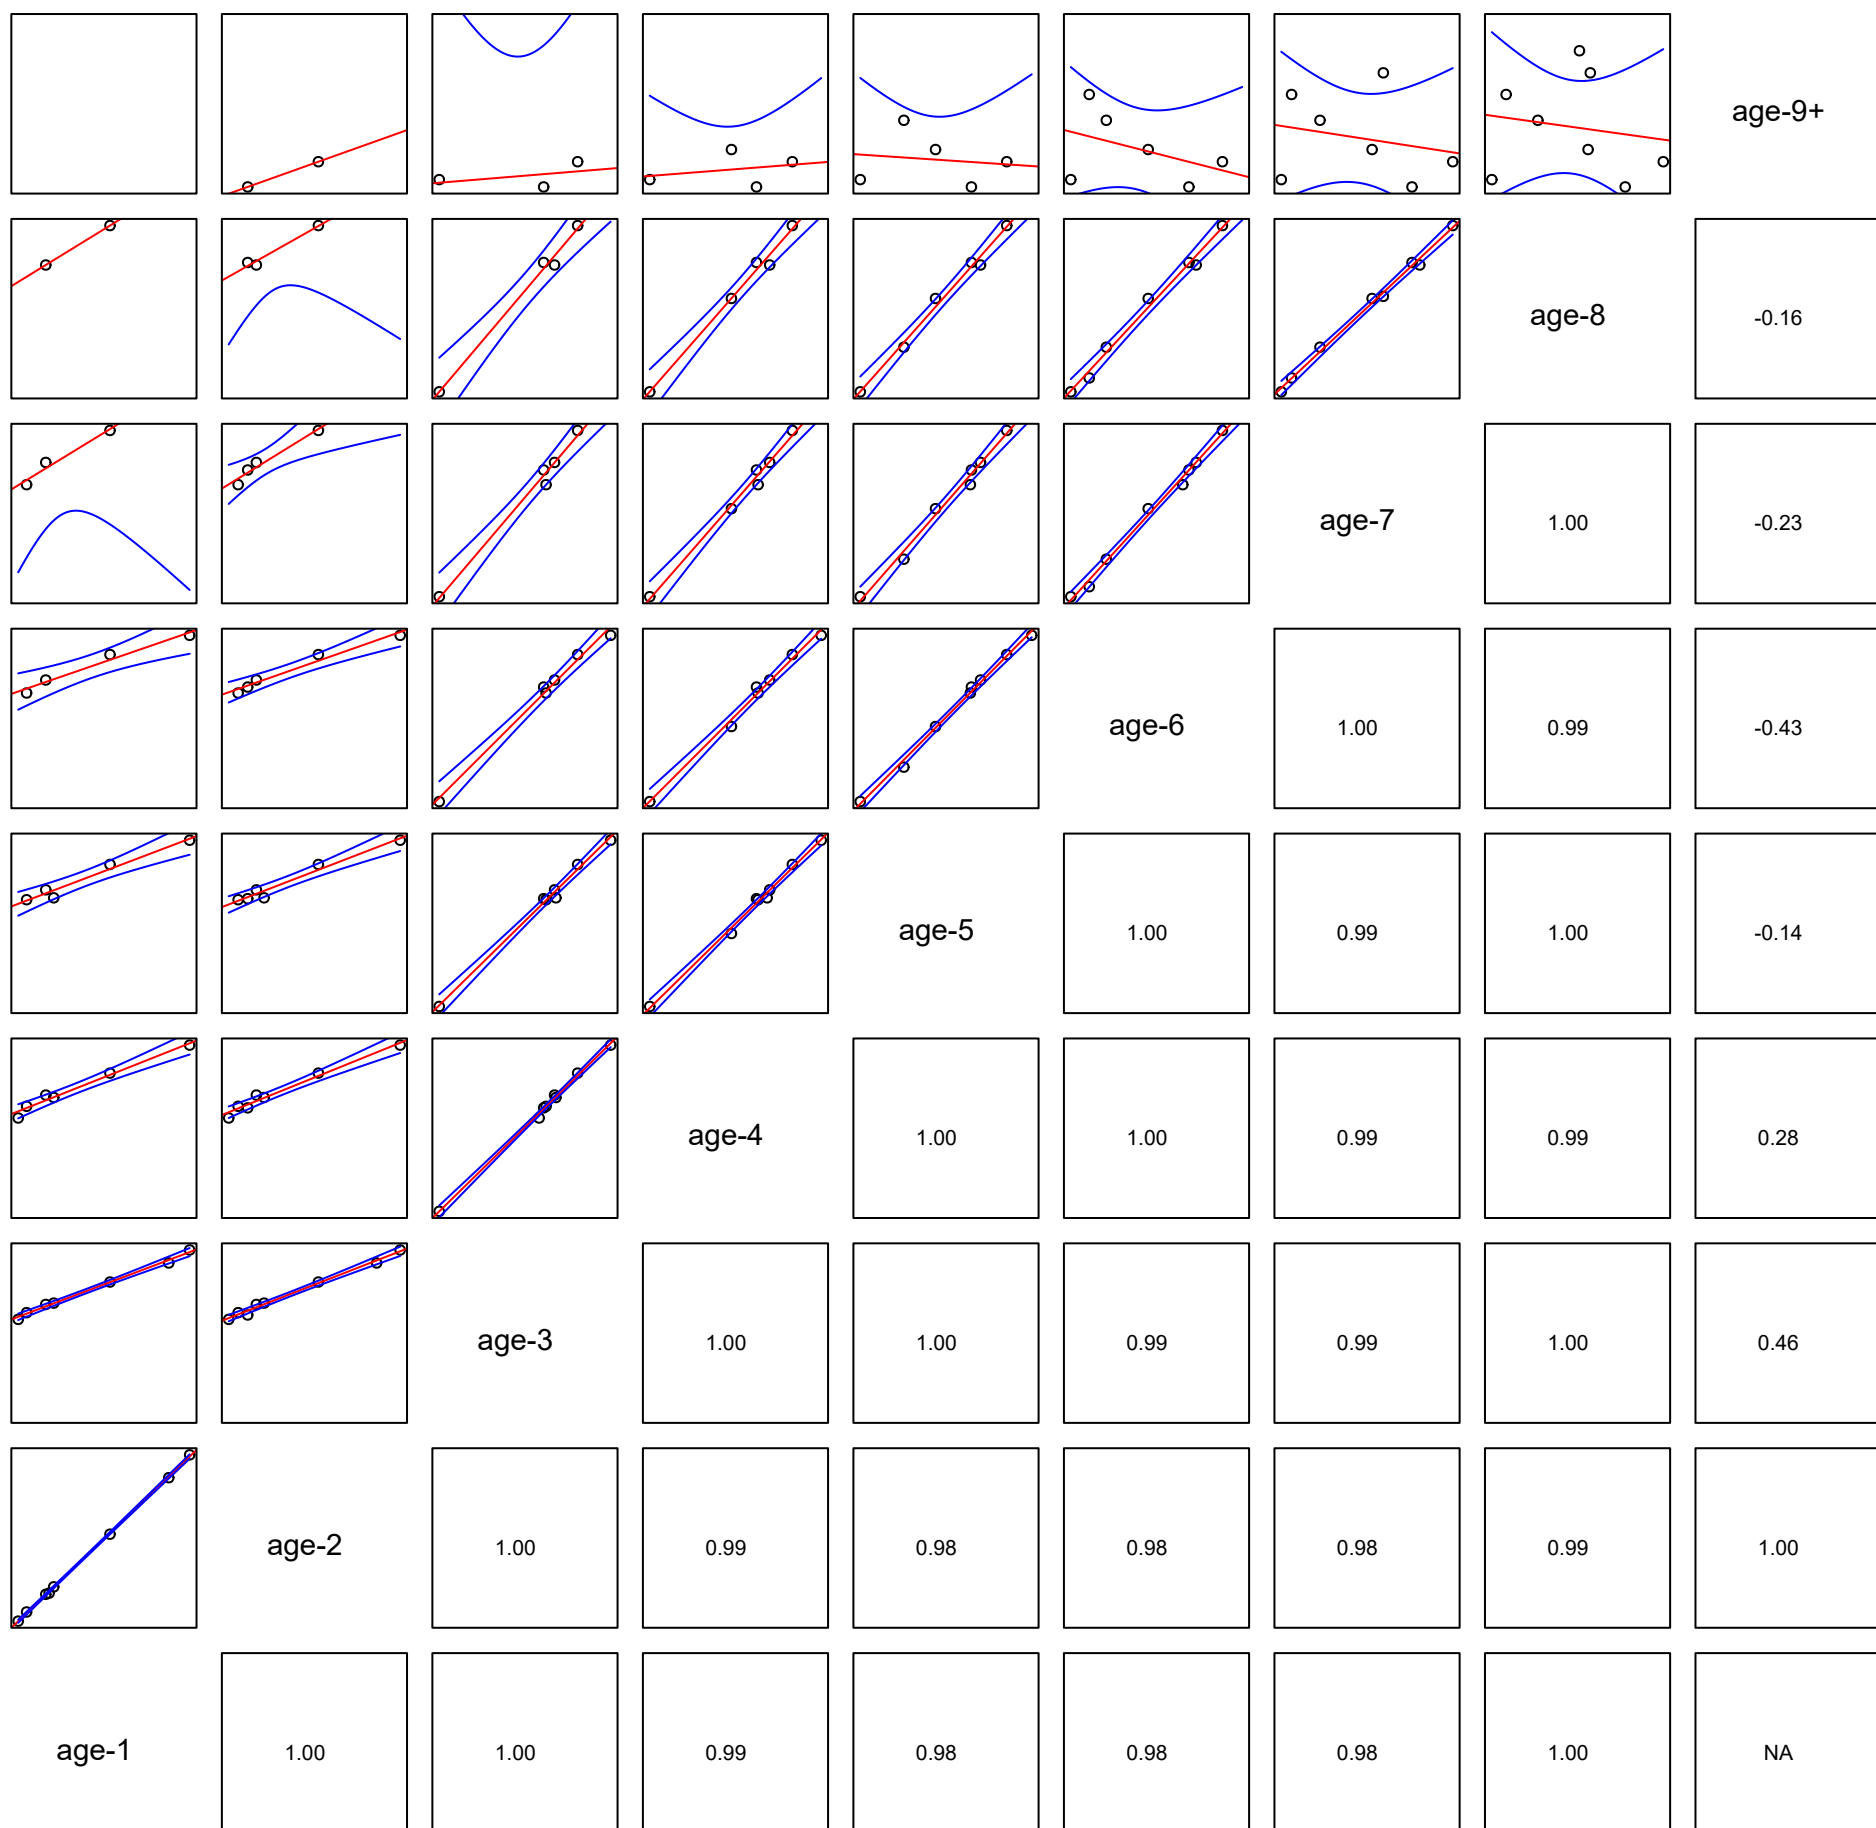 age-9+
age-8 -0.16
age-7 1.00 -0.23
age-6 1.00 0.99 -0.43
age-5 1.00 0.99 1.00 -0.14
age-4 1.00 1.00 0.99 0.99 0.28
age-3 1.00 1.00 0.99 0.99 1.00 0.46
age-2 1.00 0.99 0.98 0.98 0.98 0.99 1.00
age-1 1.00 1.00 0.99 0.98 0.98 0.98 1.00 NA